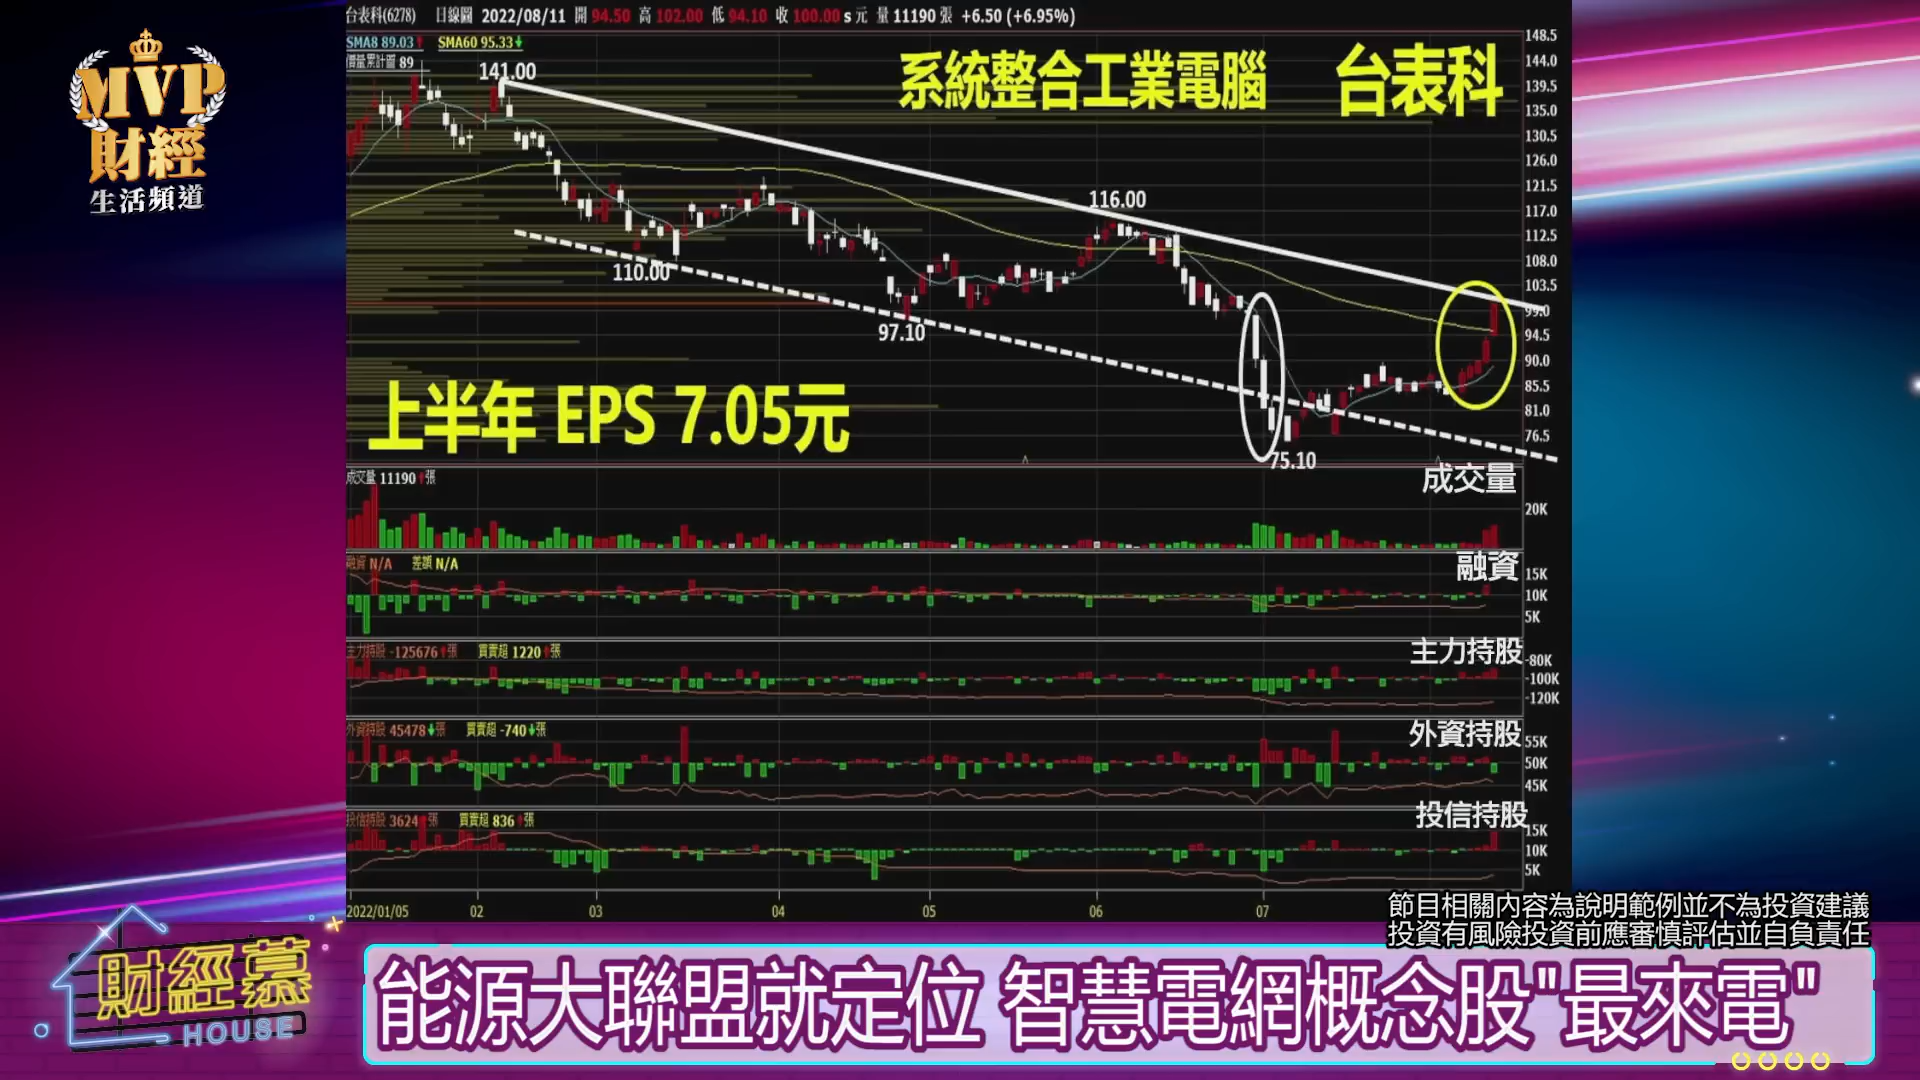 台表科(6278) 日線圖 2022/08/11 開 94.50 高 102.00 低 94.10 收 100.00 s 元 量 11190 張 +6.50 (+6.95%)
SMA8 89.03↑ SMA60 95.33↓
價量累計圖 89
MVP
財經
生活頻道
系統整合工業電腦 台表科
141.00
116.00
110.00
97.10
75.10
上半年 EPS 7.05元
148.5
144.0
139.5
135.0
130.5
126.0
121.5
117.0
112.5
108.0
103.5
99.0
94.5
90.0
85.5
81.0
76.5
成交量 11190↑張
成交量
20K
融資 N/A 差額 N/A
融資
15K
10K
5K
主力持股 -125676↑張 買賣超 1220↑張
主力持股
-80K
-100K
-120K
外資持股 45478↓張 買賣超 -740↓張
外資持股
55K
50K
45K
投信持股 3624↑張 買賣超 836↑張
投信持股
15K
10K
5K
2022/01/05 02 03 04 05 06 07
節目相關內容為說明範例並不為投資建議
投資有風險投資前應審慎評估並自負責任
財經慕
HOUSE
能源大聯盟就定位 智慧電網概念股"最來電"